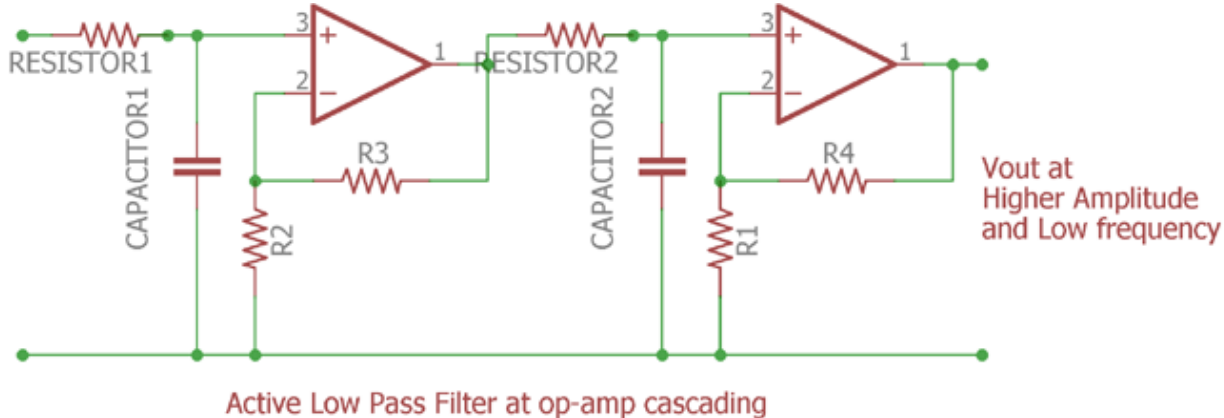 3
+
1
2
−
RESISTOR1
CAPACITOR1
R3
R2
RESISTOR2
3
+
1
2
−
CAPACITOR2
R4
R1
Vout at
Higher Amplitude
and Low frequency
Active Low Pass Filter at op-amp cascading